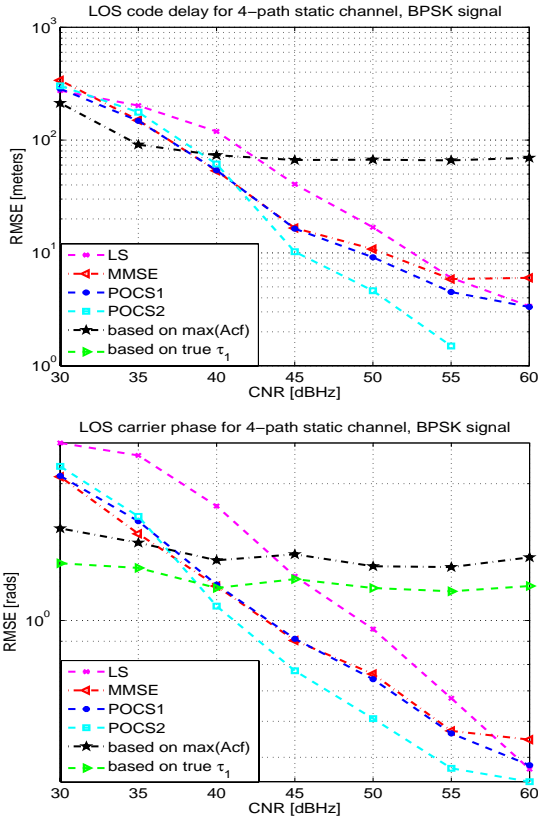 LOS code delay for 4−path static channel, BPSK signal
10³
10²
10¹
10⁰
RMSE [meters]
LS
MMSE
POCS1
POCS2
based on max(Acf)
based on true τ₁
30 35 40 45 50 55 60
CNR [dBHz]
LOS carrier phase for 4−path static channel, BPSK signal
10⁰
RMSE [rads]
LS
MMSE
POCS1
POCS2
based on max(Acf)
based on true τ₁
30 35 40 45 50 55 60
CNR [dBHz]